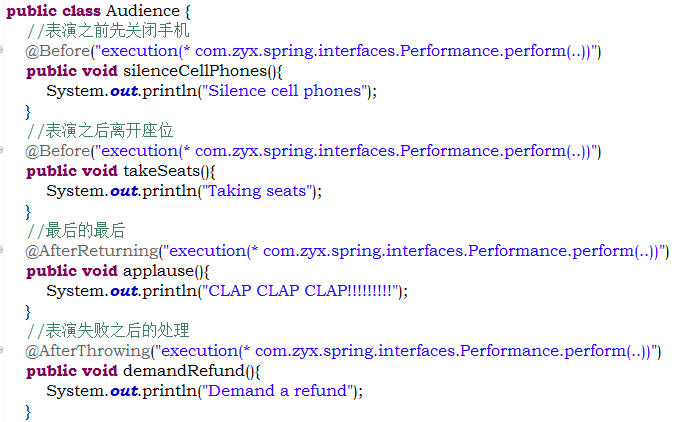 public class Audience {
//表演之前先关闭手机
@Before("execution(* com.zyx.spring.interfaces.Performance.perform(..))")
public void silenceCellPhones(){
System.out.println("Silence cell phones");
}
//表演之后离开座位
@Before("execution(* com.zyx.spring.interfaces.Performance.perform(..))")
public void takeSeats(){
System.out.println("Taking seats");
}
//最后的最后
@AfterReturning("execution(* com.zyx.spring.interfaces.Performance.perform(..))")
public void applause(){
System.out.println("CLAP CLAP CLAP!!!!!!!!!");
}
//表演失败之后的处理
@AfterThrowing("execution(* com.zyx.spring.interfaces.Performance.perform(..))")
public void demandRefund(){
System.out.println("Demand a refund");
}